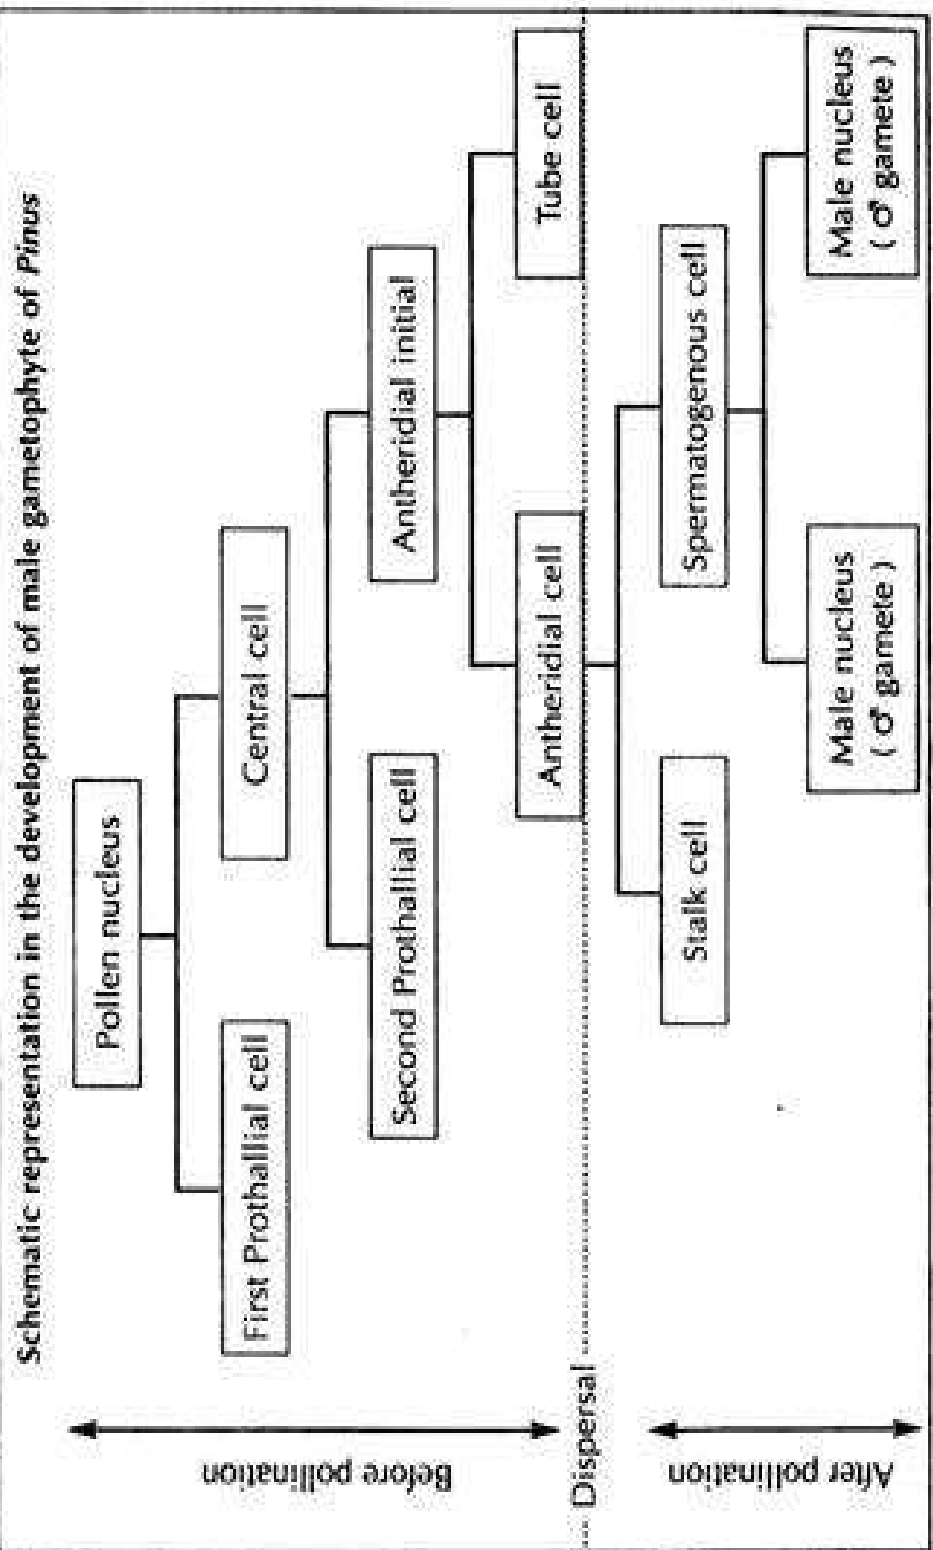 Schematic representation in the development of male gametophyte of Pinus
Pollen nucleus
First Prothallial cell
Central cell
Second Prothallial cell
Antheridial initial
Antheridial cell
Tube cell
Stalk cell
Spermatogenous cell
Male nucleus
( ♂ gamete )
Male nucleus
( ♂ gamete )
Before pollination
Dispersal
After pollination